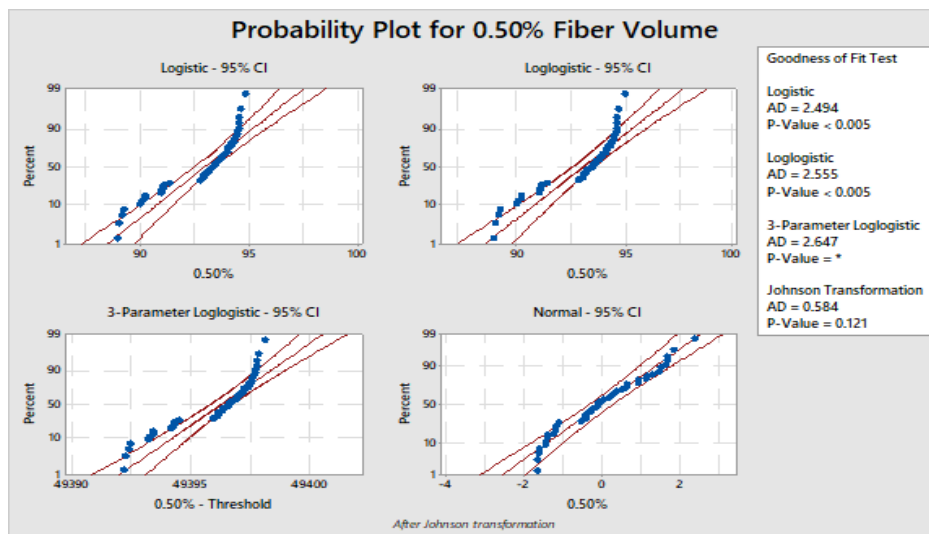 Probability Plot for 0.50% Fiber Volume
Logistic - 95% CI
99
90
50
10
1
Percent
90
95
100
0.50%
Loglogistic - 95% CI
99
90
50
10
1
Percent
90
95
100
0.50%
3-Parameter Loglogistic - 95% CI
99
90
50
10
1
Percent
49390
49395
49400
0.50% - Threshold
Normal - 95% CI
99
90
50
10
1
Percent
-4
-2
0
2
0.50%
After Johnson transformation
Goodness of Fit Test
Logistic
AD = 2.494
P-Value < 0.005
Loglogistic
AD = 2.555
P-Value < 0.005
3-Parameter Loglogistic
AD = 2.647
P-Value = *
Johnson Transformation
AD = 0.584
P-Value = 0.121